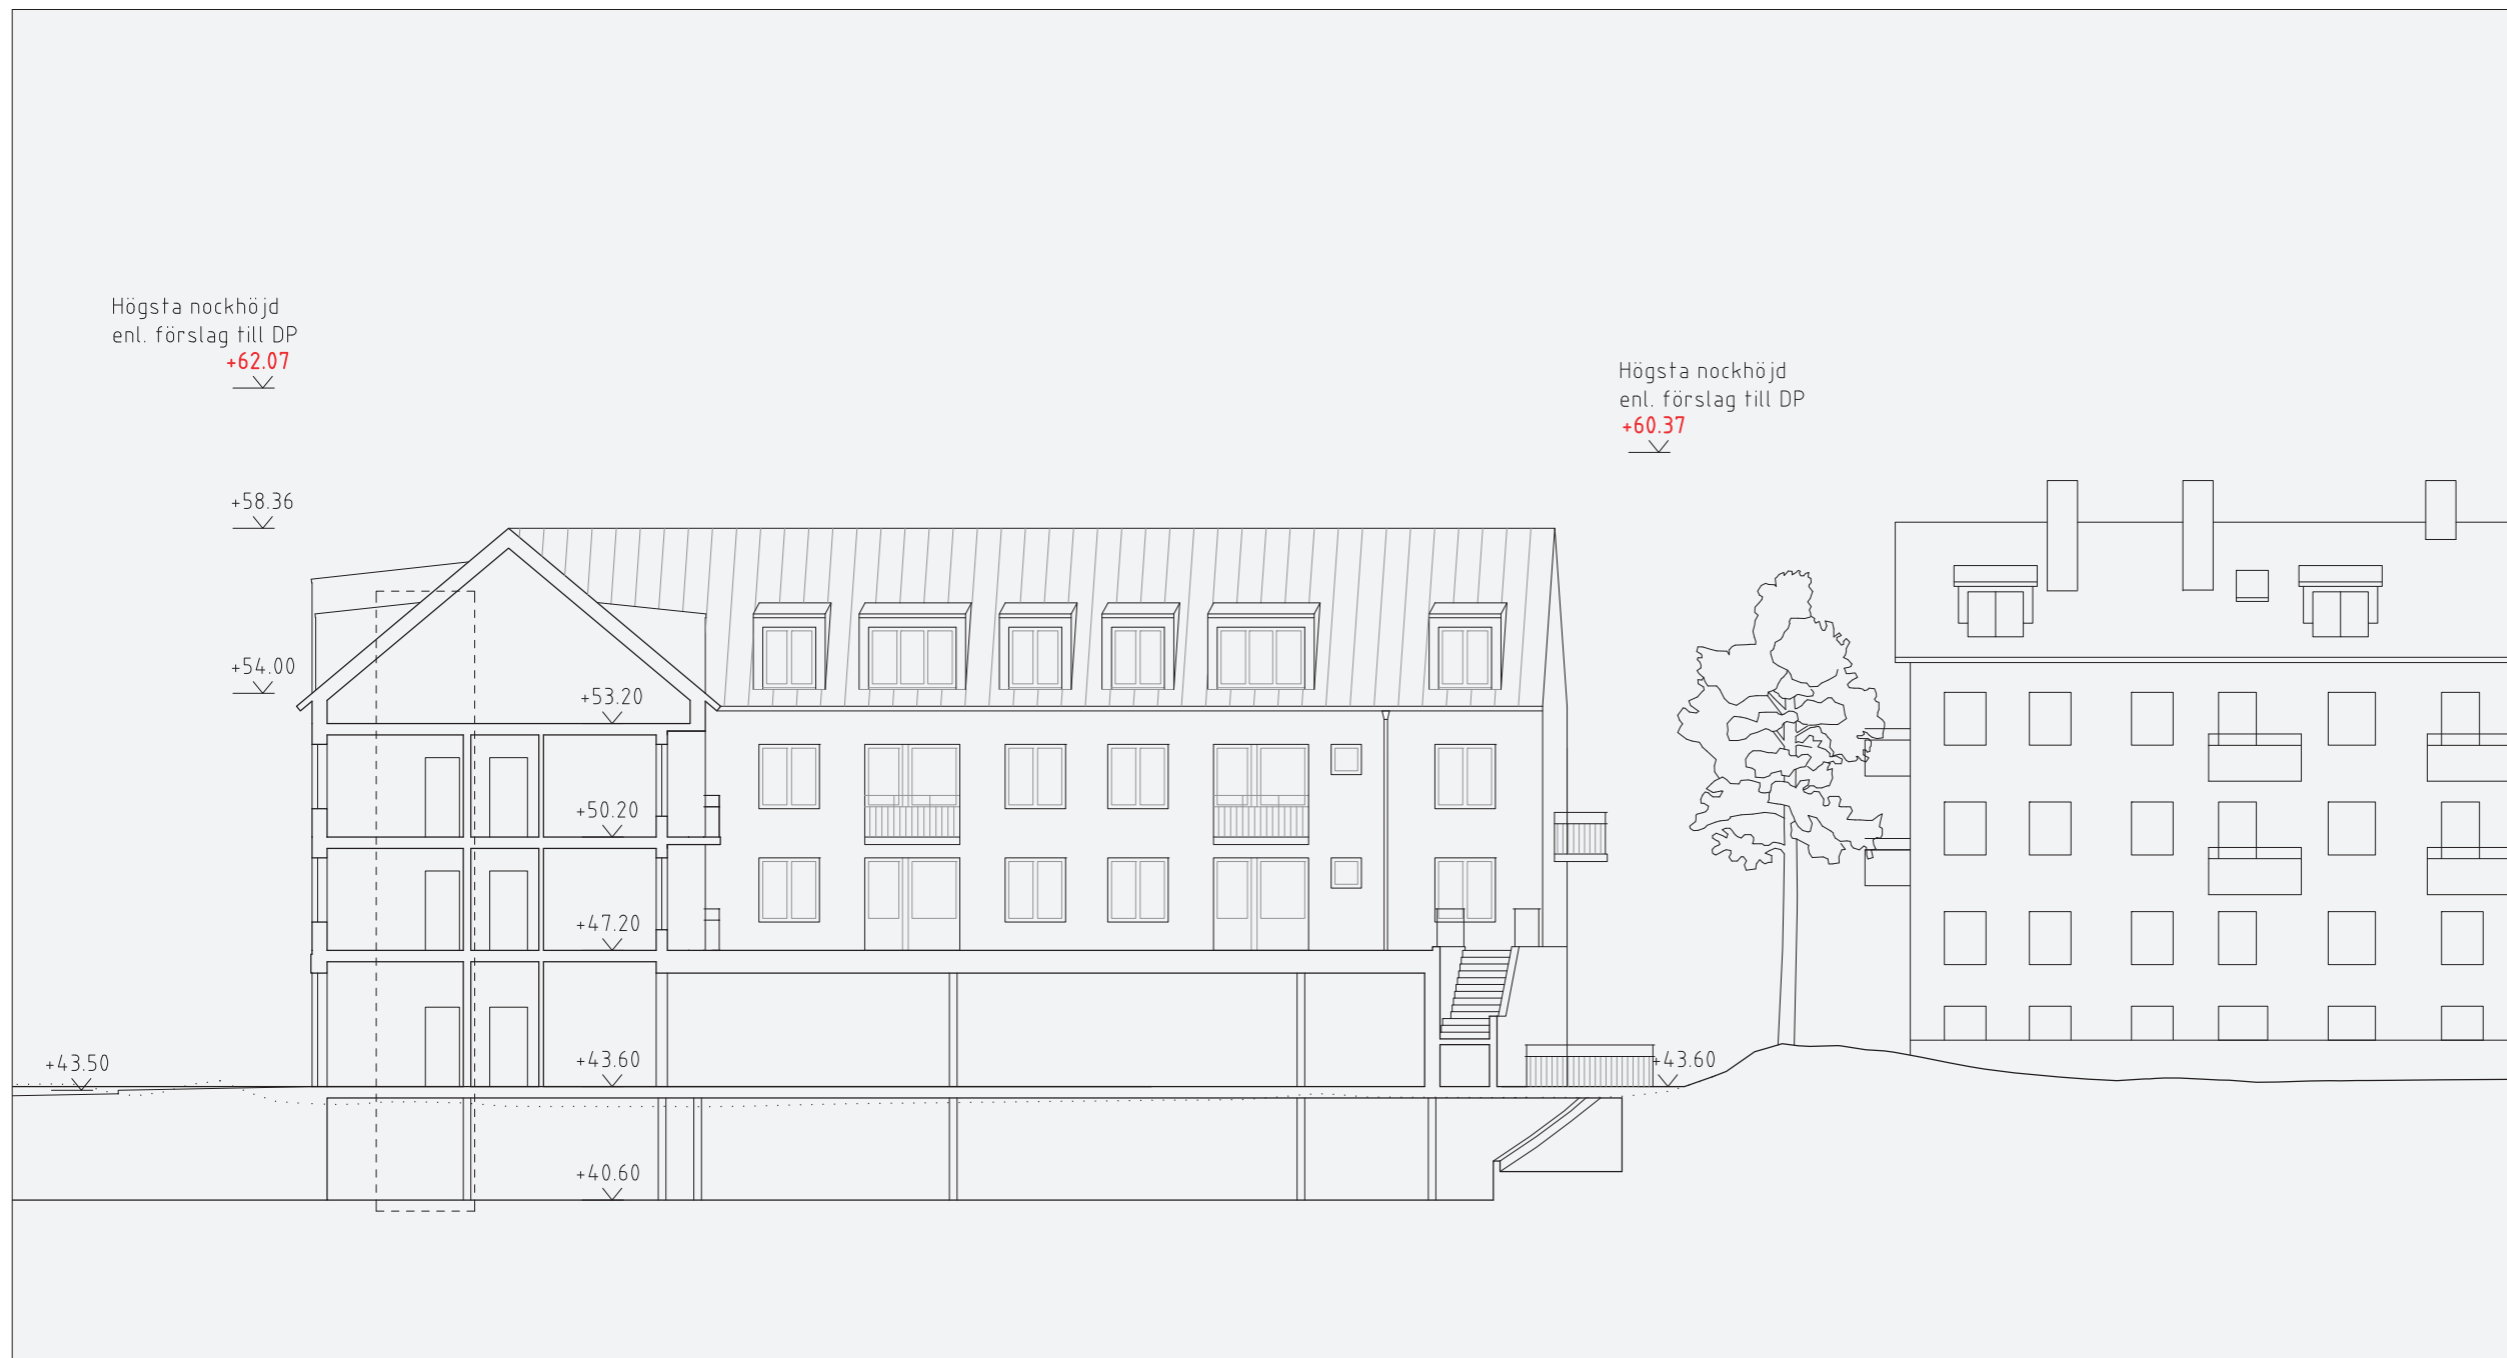 Högsta nockhöjd
enl. förslag till DP
+62.07
Högsta nockhöjd
enl. förslag till DP
+60.37
+58.36
+54.00
+53.20
+50.20
+47.20
+43.50
+43.60
+43.60
+40.60